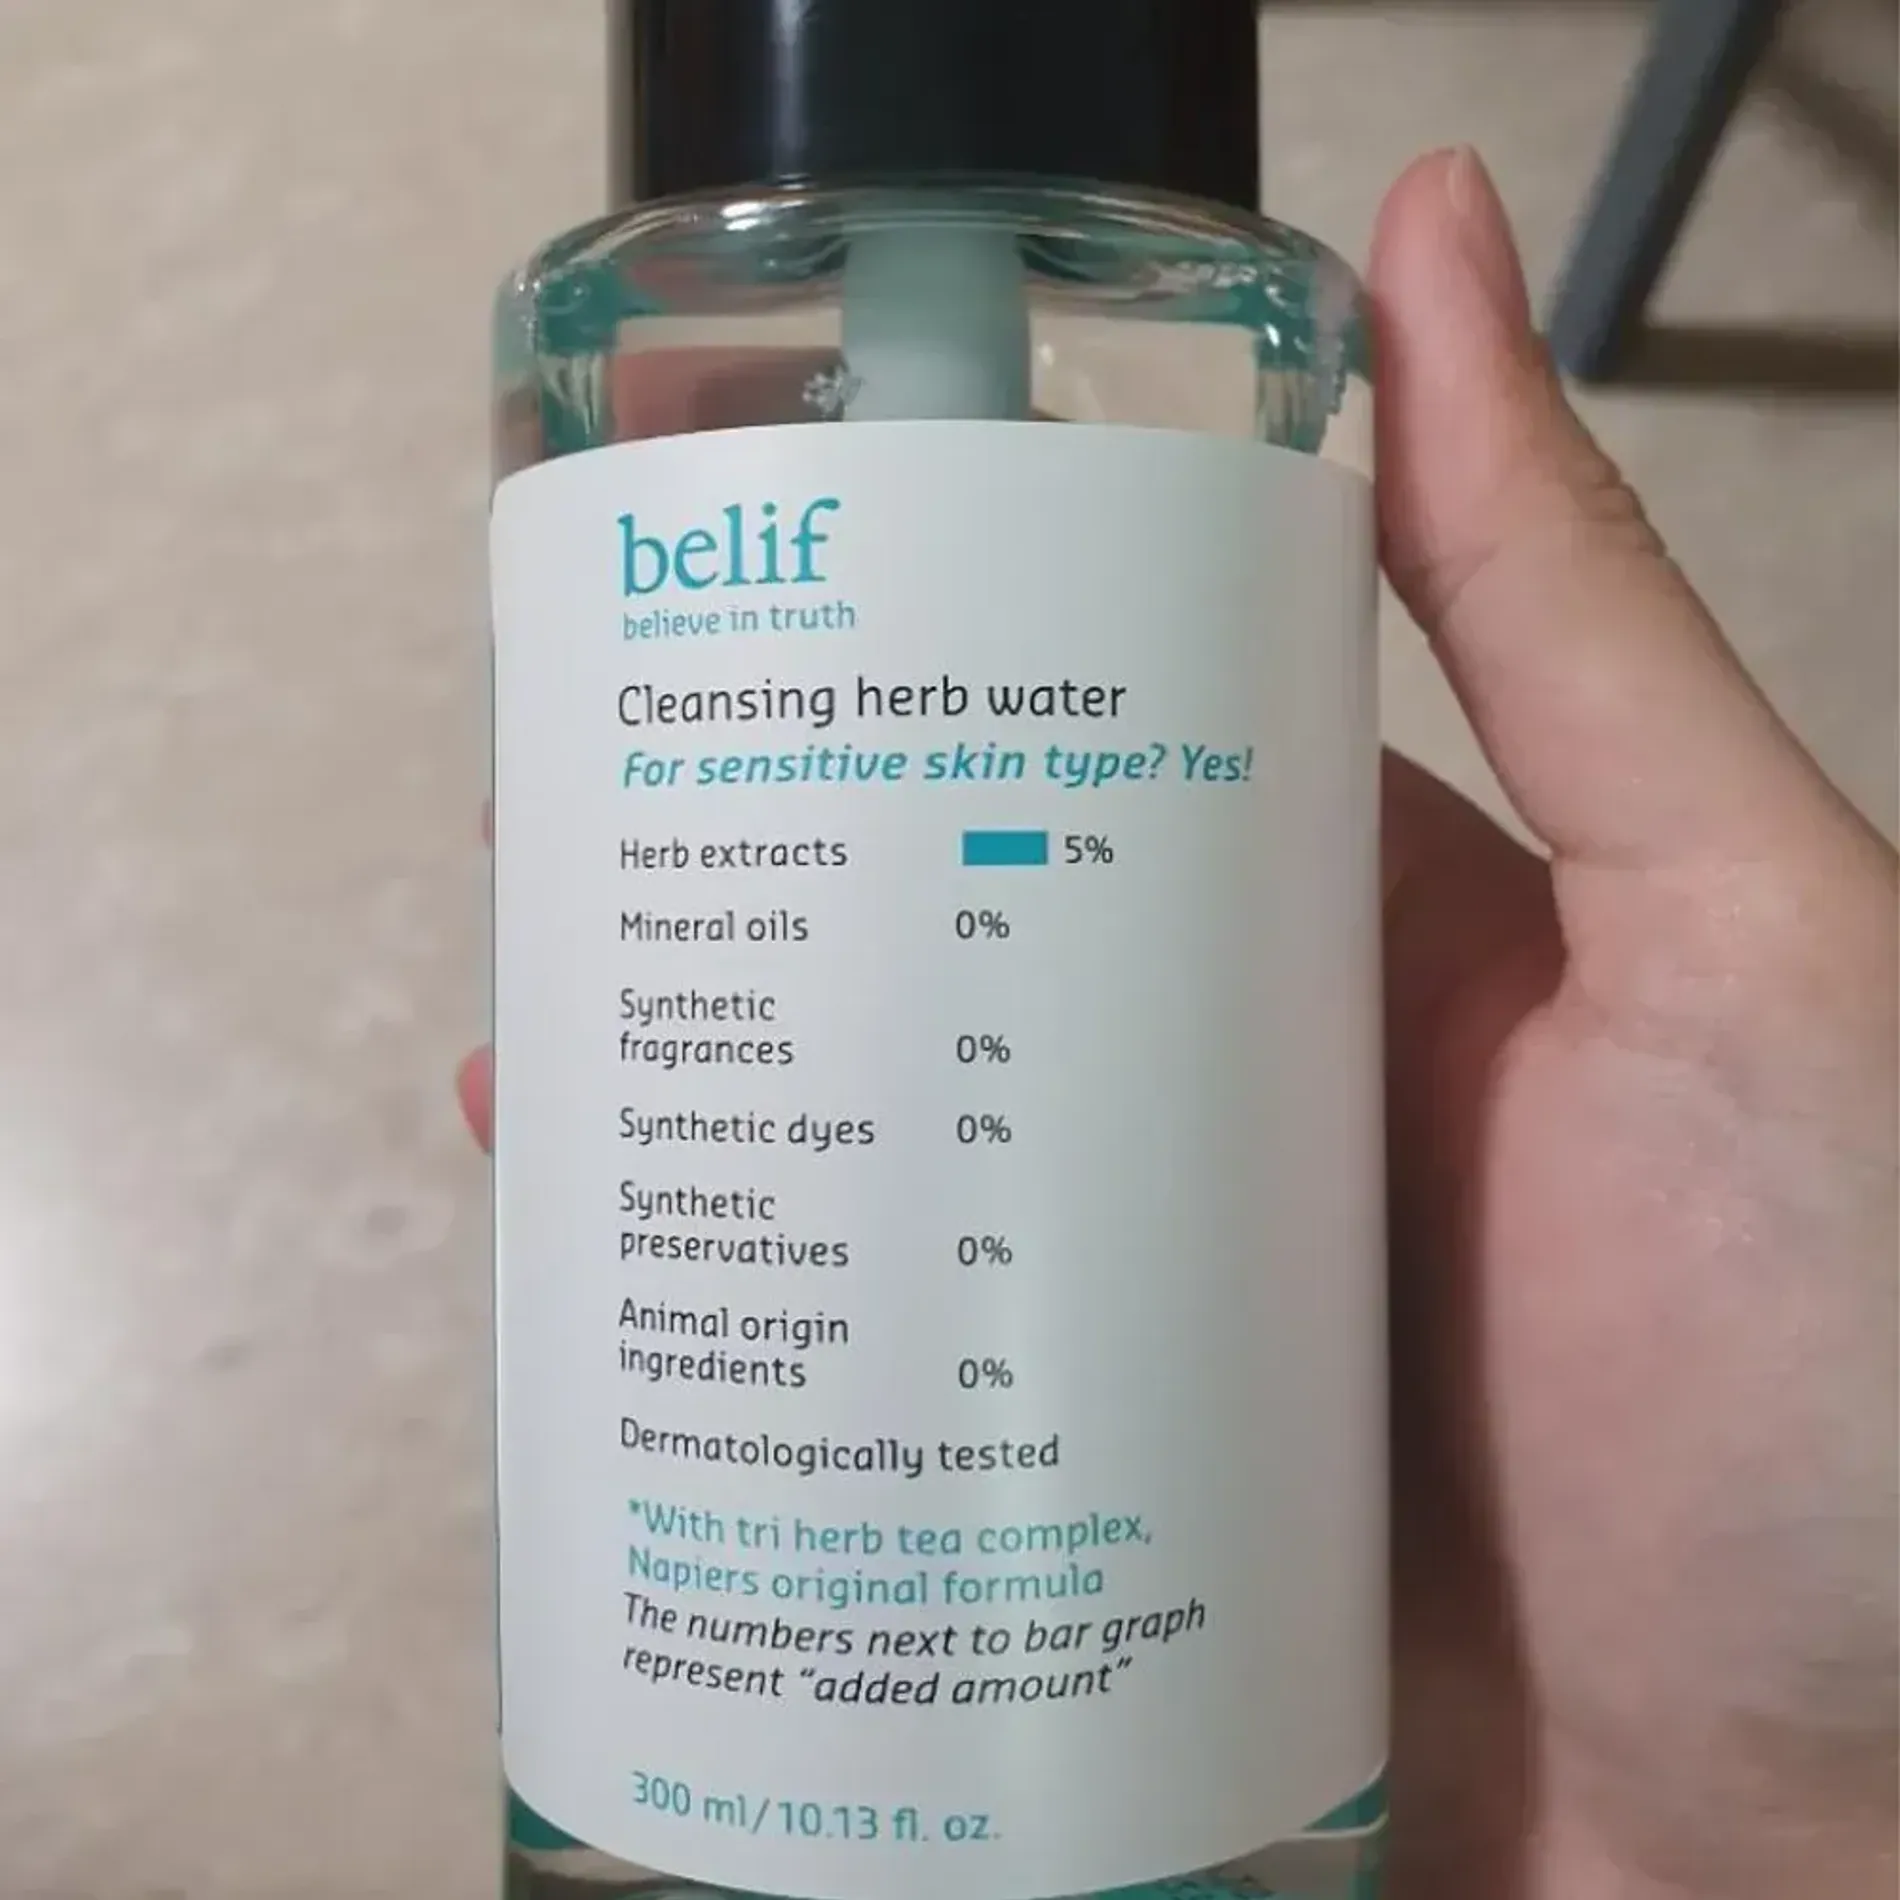 belif
believe in truth
Cleansing herb water
For sensitive skin type? Yes!
Herb extracts 5%
Mineral oils 0%
Synthetic
fragrances 0%
Synthetic dyes 0%
Synthetic
preservatives 0%
Animal origin
ingredients 0%
Dermatologically tested
*With tri herb tea complex,
Napiers original formula
The numbers next to bar graph
represent “added amount”
300 ml/10.13 fl. oz.